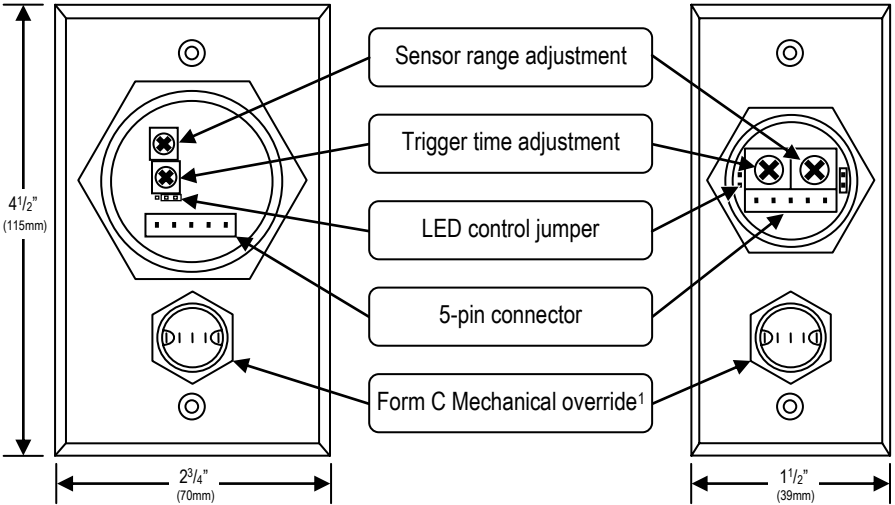 Sensor range adjustment
Trigger time adjustment
4¹/₂”
(115mm)
LED control jumper
5-pin connector
Form C Mechanical override¹
2³/₄”
(70mm)
1¹/₂”
(39mm)